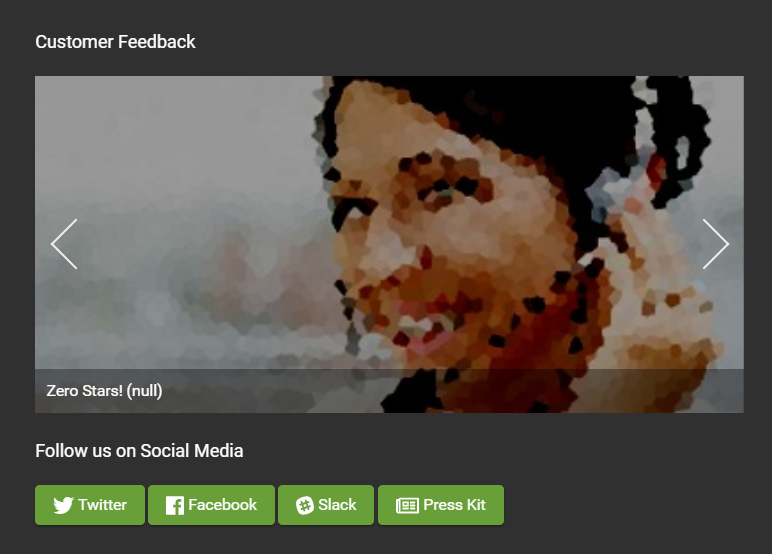 Customer Feedback
Zero Stars! (null)
Follow us on Social Media
Twitter
Facebook
Slack
Press Kit